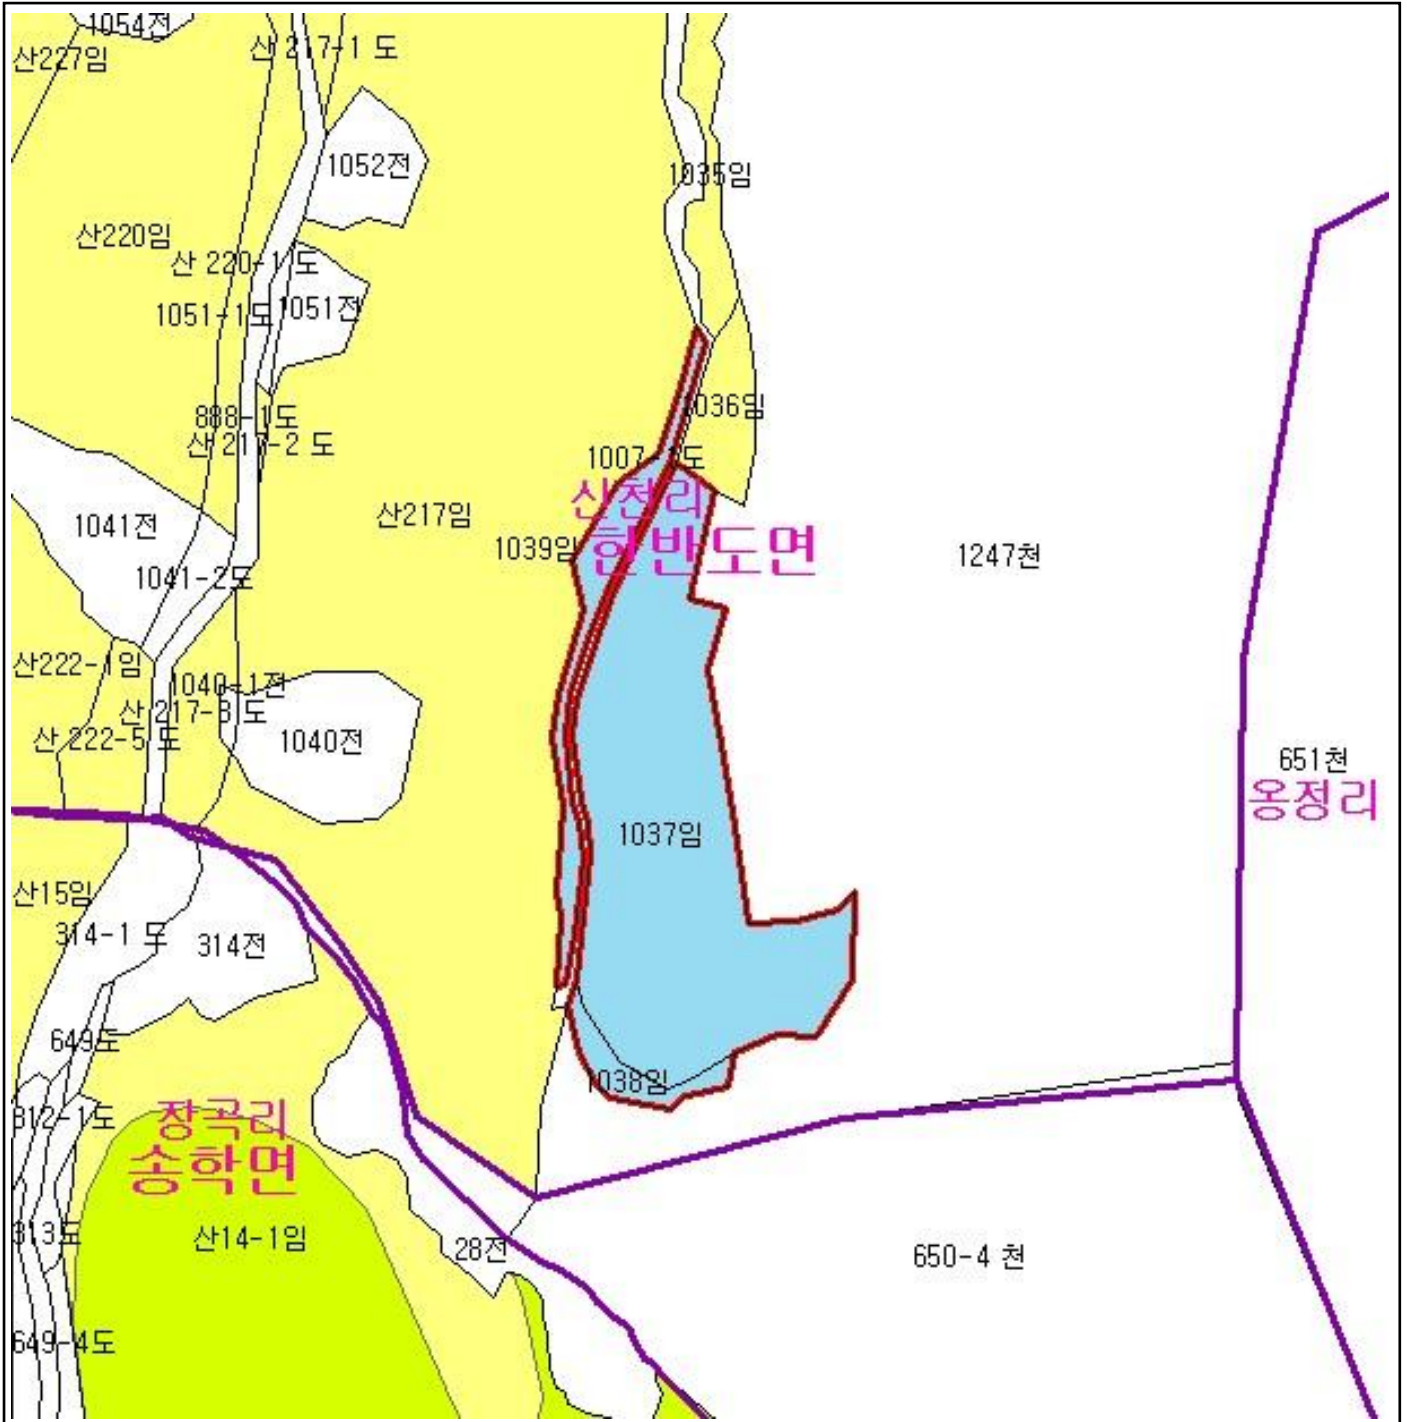 1054전
산227임
산 217-1 도
1052전
1035임
산220임
산 220-1 도
1051-1도
1051전
888-1도
1036임
산 217-2 도
1007-1도
신천리
산217임
1041전
1039임
한반도면
1247천
1041-2도
산222-1임
1040-1전
산 217-3 도
산 222-5 도
1040전
651천
옹정리
1037임
산15임
314-1 도
314전
649도
1038임
312-1도
장곡리
송학면
313도
산14-1임
28전
650-4 천
649-4도